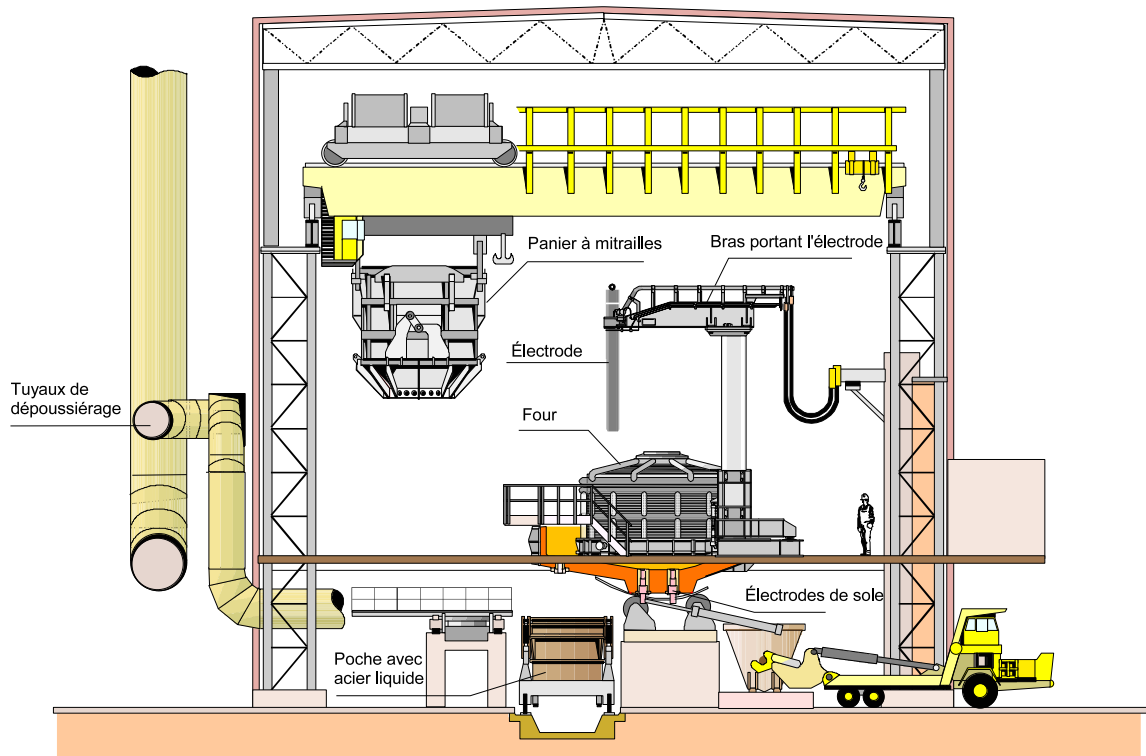 Panier à mitrailles
Bras portant l'électrode
Électrode
Tuyaux de
dépoussiérage
Four
Électrodes de sole
Poche avec
acier liquide